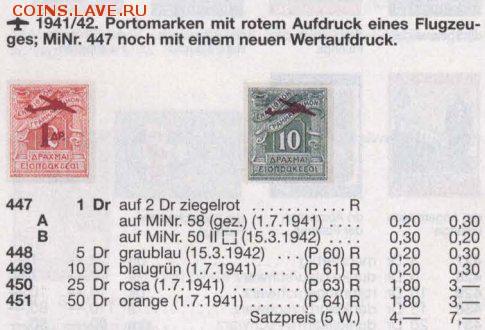 COINS.LAVE.RU
1941/42. Portomarken mit rotem Aufdruck eines Flugzeu-
ges; MiNr. 447 noch mit einem neuen Wertaufdruck.
1 ΔΡ.
ΔΡΑΧΜΑΙ
ΕΙΣΠΡΑΚΤΕΟΙ
10
ΔΡΑΧΜΑΙ
ΕΙΣΠΡΑΚΤΕΟΙ
447 1 Dr auf 2 Dr ziegelrot . . . . . . . . . . . . R
A auf MiNr. 58 (gez.) (1.7.1941) . . . . 0,20 0,30
B auf MiNr. 50 II (15.3.1942) . . . . 0,30 0,20
448 5 Dr graublau (15.3.1942) . . . . (P 60) R 0,20 0,30
449 10 Dr blaugrün (1.7.1941) . . . . . (P 61) R 0,20 0,30
450 25 Dr rosa (1.7.1941) . . . . . . . . (P 63) R 1,80 3,—
451 50 Dr orange (1.7.1941) . . . . . . (P 64) R 1,80 3,—
Satzpreis (5 W.) 4,— 7,—